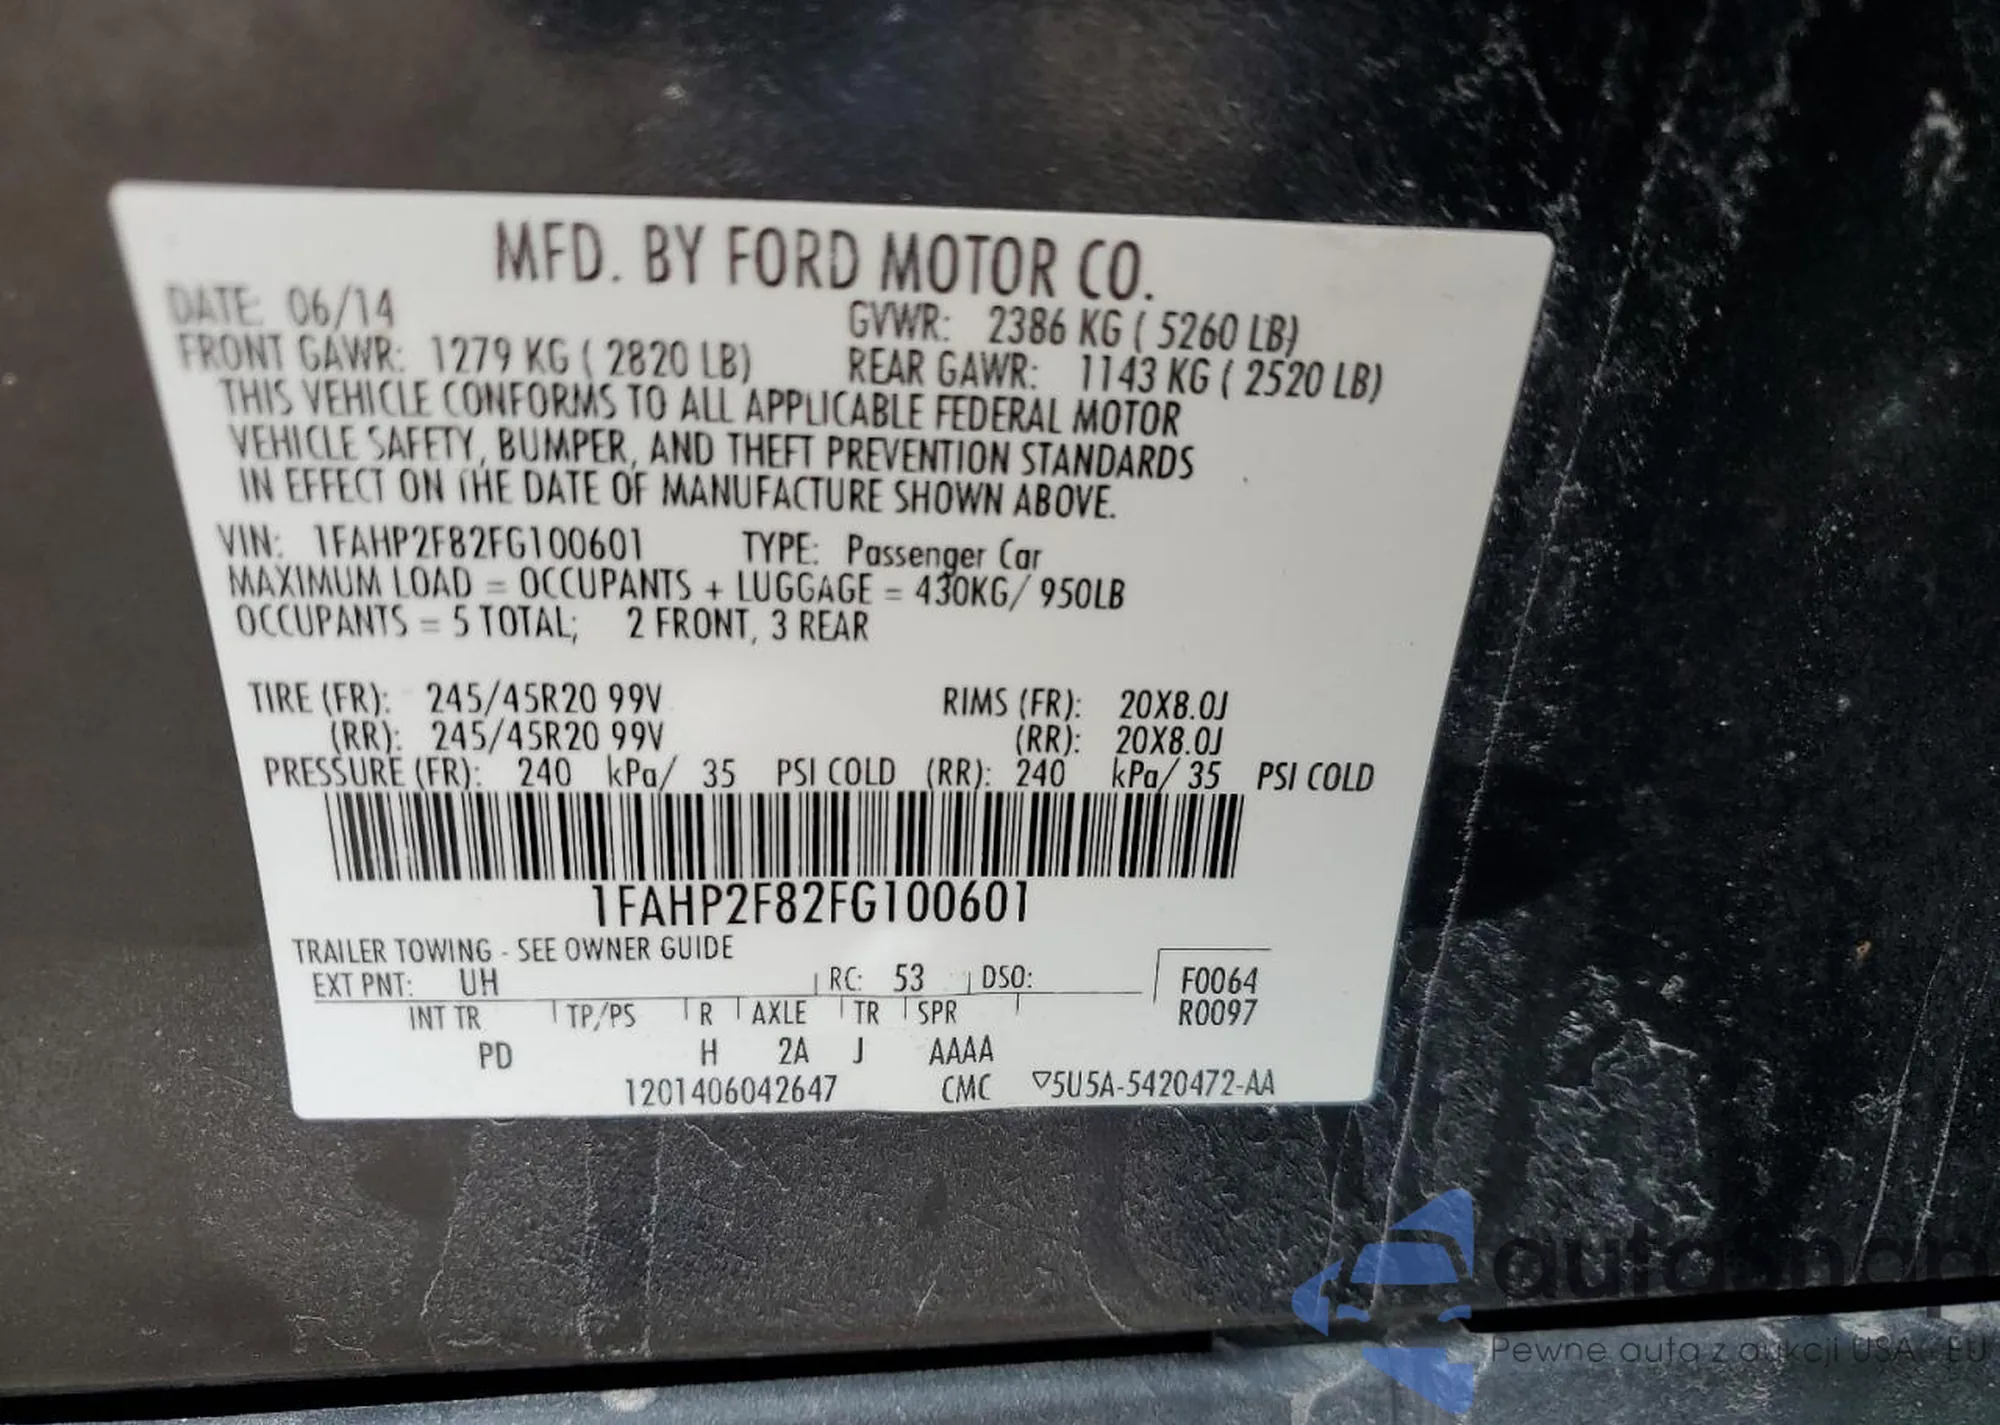 MFD. BY FORD MOTOR CO.
DATE: 06/14 GVWR: 2386 KG ( 5260 LB)
FRONT GAWR: 1279 KG ( 2820 LB) REAR GAWR: 1143 KG ( 2520 LB)
THIS VEHICLE CONFORMS TO ALL APPLICABLE FEDERAL MOTOR
VEHICLE SAFETY, BUMPER, AND THEFT PREVENTION STANDARDS
IN EFFECT ON THE DATE OF MANUFACTURE SHOWN ABOVE.
VIN: 1FAHP2F82FG100601 TYPE: Passenger Car
MAXIMUM LOAD = OCCUPANTS + LUGGAGE = 430KG/ 950LB
OCCUPANTS = 5 TOTAL; 2 FRONT, 3 REAR
TIRE (FR): 245/45R20 99V RIMS (FR): 20X8.0J
(RR): 245/45R20 99V (RR): 20X8.0J
PRESSURE (FR): 240 kPa/ 35 PSI COLD (RR): 240 kPa/ 35 PSI COLD
1FAHP2F82FG100601
TRAILER TOWING - SEE OWNER GUIDE
EXT PNT: UH RC: 53 DSO: F0064
INT TR TP/PS R AXLE TR SPR R0097
PD H 2A J AAAA
1201406042647 CMC ▽5U5A-5420472-AA
autosnap
Pewne auta z aukcji USA i EU